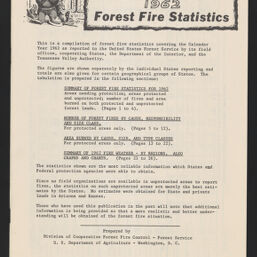 1962
Forest Fire Statistics
This is a compilation of forest fire statistics covering the Calendar
Year 1962 as reported to the United States Forest Service by its field
offices, cooperating States, the Department of the Interior, and the
Tennessee Valley Authority.
The figures are shown separately by the individual States reporting and
totals are also given for certain geographical groups of States. The
tabulation is prepared in the following sections:
SUMMARY OF FOREST FIRE STATISTICS FOR 1962
Areas needing protection, areas protected
and unprotected; number of fires and area
burned on both protected and unprotected
forest lands. (Pages 1 to 4).
NUMBER OF FOREST FIRES BY CAUSE, RESPONSIBILITY
AND SIZE CLASS.
For protected areas only. (Pages 5 to 12).
AREA BURNED BY CAUSE, SIZE, AND TYPE CLASSES
For protected areas only. (Pages 13 to 22).
SUMMARY OF 1962 FIRE WEATHER - BY REGIONS, ALSO
GRAPHS AND CHARTS. (Pages 23 to 28).
The statistics shown are the most reliable information which States and
Federal protection agencies were able to obtain.
Since no field organizations are available in unprotected areas to report
fires, the statistics on such unprotected areas are merely the best esti-
mates by the States. No estimates were obtained for State and private
lands in Arizona and Kansas.
Those who have used this publication in the past will note that additional
information is being provided so that a more realistic and better under-
standing will be obtained of the forest fire situation.
Prepared by
Division of Cooperative Forest Fire Control - Forest Service
U. S. Department of Agriculture - Washington, D. C.